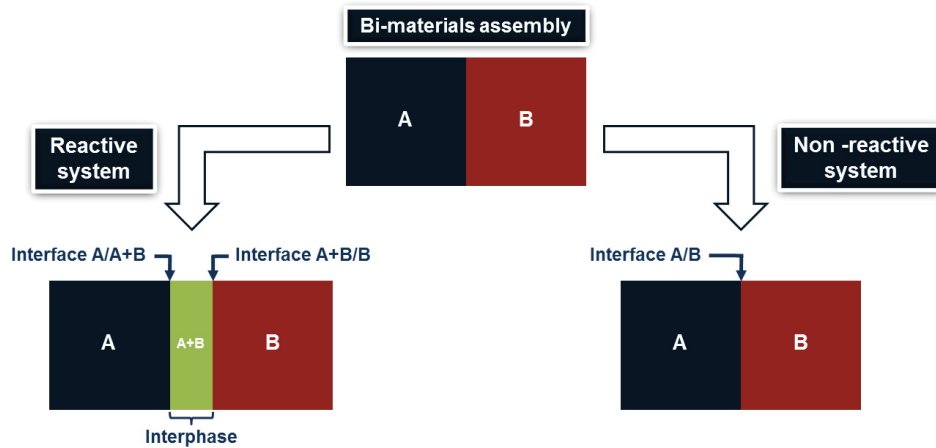 Bi-materials assembly
A
B
Reactive
system
Non -reactive
system
Interface A/A+B
Interface A+B/B
Interface A/B
A
A+B
B
A
B
Interphase